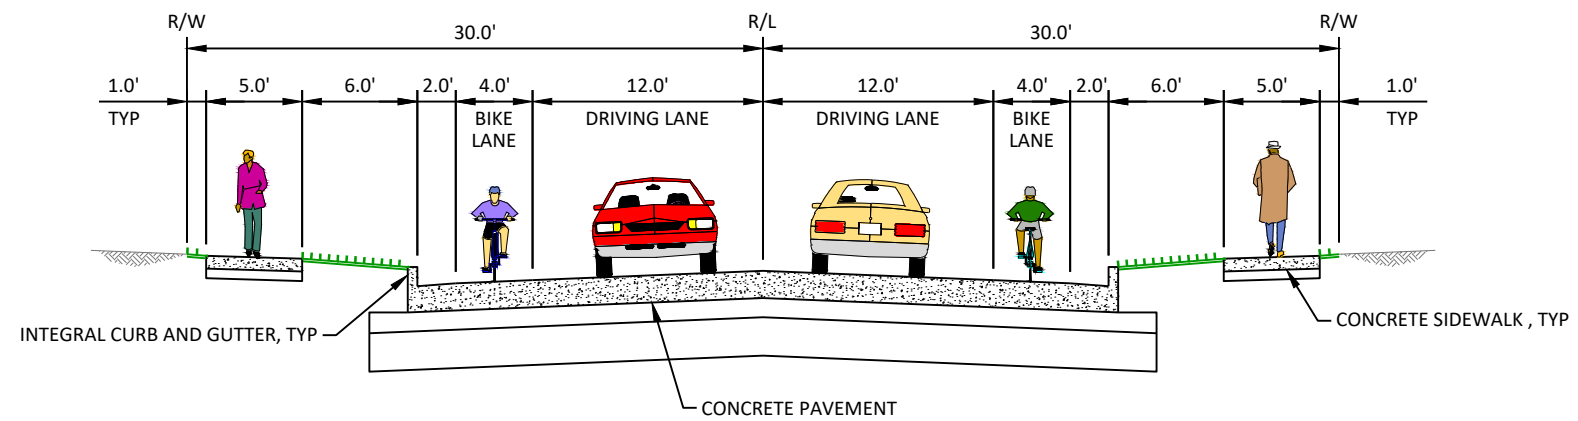 R/W R/L R/W
30.0' 30.0'
1.0' 5.0' 6.0' 2.0' 4.0' 12.0' 12.0' 4.0' 2.0' 6.0' 5.0' 1.0'
TYP BIKE DRIVING LANE DRIVING LANE BIKE TYP
LANE LANE
INTEGRAL CURB AND GUTTER, TYP
CONCRETE SIDEWALK , TYP
CONCRETE PAVEMENT